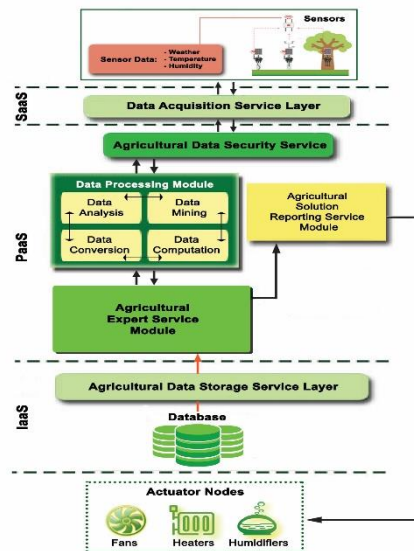 Sensors
Sensor Data:
- Weather
- Temperature
- Humidity
SaaS
Data Acquisition Service Layer
Agricultural Data Security Service
PaaS
Data Processing Module
Data
Analysis
Data
Mining
Data
Conversion
Data
Computation
Agricultural
Solution
Reporting Service
Module
Agricultural
Expert Service
Module
IaaS
Agricultural Data Storage Service Layer
Database
Actuator Nodes
Fans
Heaters
Humidifiers